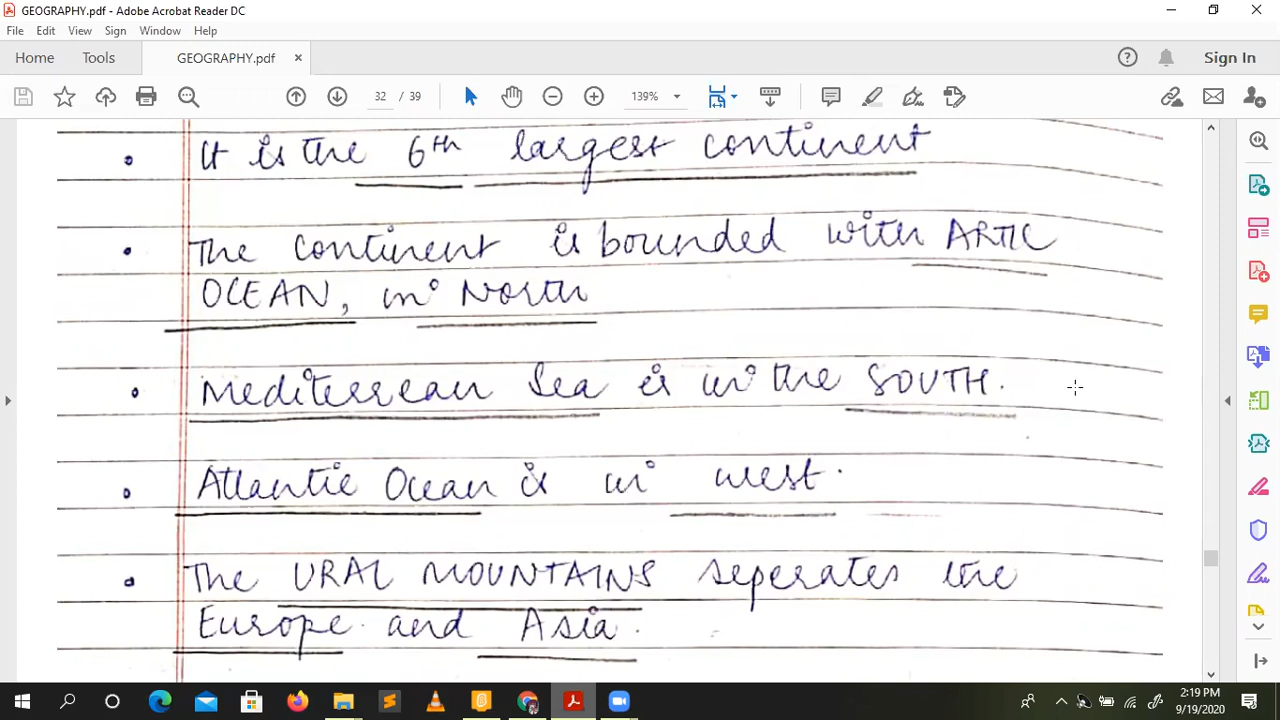 GEOGRAPHY.pdf - Adobe Acrobat Reader DC
File Edit View Sign Window Help
Home Tools GEOGRAPHY.pdf × Sign In
32 / 39 139%
• It is the 6th largest continent
• The continent is bounded with ARTIC
OCEAN, in North
• Mediterrean Sea is in the SOUTH.
• Atlantic Ocean is in west.
• The URAL MOUNTAINS seperates the
Europe and Asia.
2:19 PM
9/19/2020